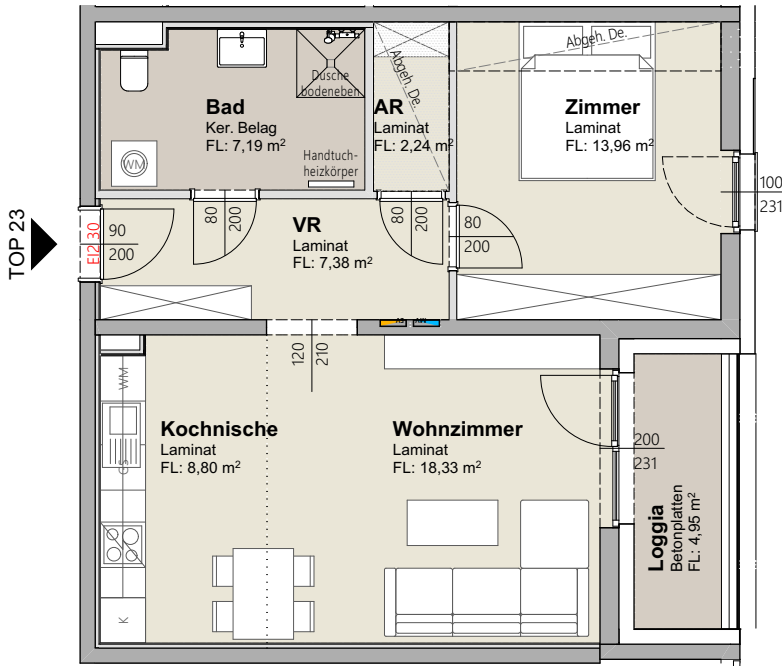 Abgeh. De.
Abgeh. De.
Dusche
bodeneben
Bad
Ker. Belag
FL: 7,19 m²
AR
Laminat
FL: 2,24 m²
Zimmer
Laminat
FL: 13,96 m²
WM
Handtuch-
heizkörper
100
231
TOP 23
EI2 30
90
200
80
200
80
200
80
200
VR
Laminat
FL: 7,38 m²
120
210
WM
GS
K
Kochnische
Laminat
FL: 8,80 m²
Wohnzimmer
Laminat
FL: 18,33 m²
200
231
Loggia
Betonplatten
FL: 4,95 m²